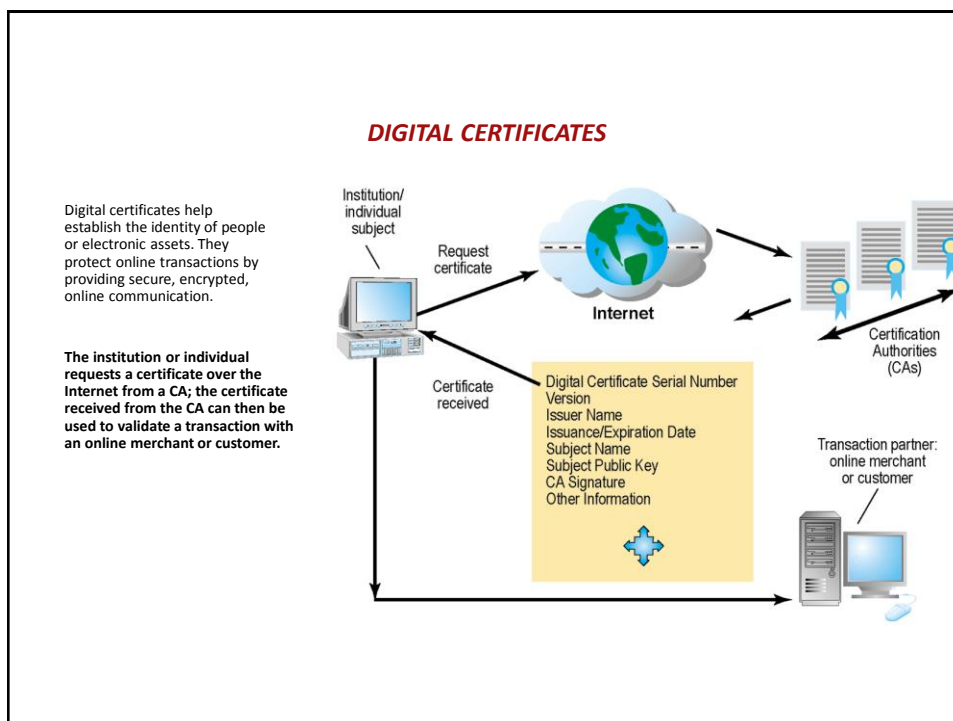 DIGITAL CERTIFICATES
Digital certificates help
establish the identity of people
or electronic assets. They
protect online transactions by
providing secure, encrypted,
online communication.
The institution or individual
requests a certificate over the
Internet from a CA; the certificate
received from the CA can then be
used to validate a transaction with
an online merchant or customer.
Institution/
individual
subject
Request
certificate
Internet
Certification
Authorities
(CAs)
Certificate
received
Digital Certificate Serial Number
Version
Issuer Name
Issuance/Expiration Date
Subject Name
Subject Public Key
CA Signature
Other Information
Transaction partner:
online merchant
or customer